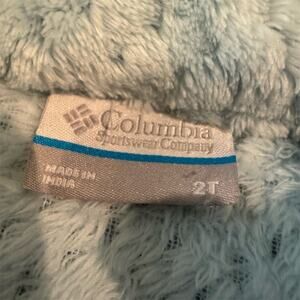 Columbia
Sportswear Company
MADE IN
INDIA
2T